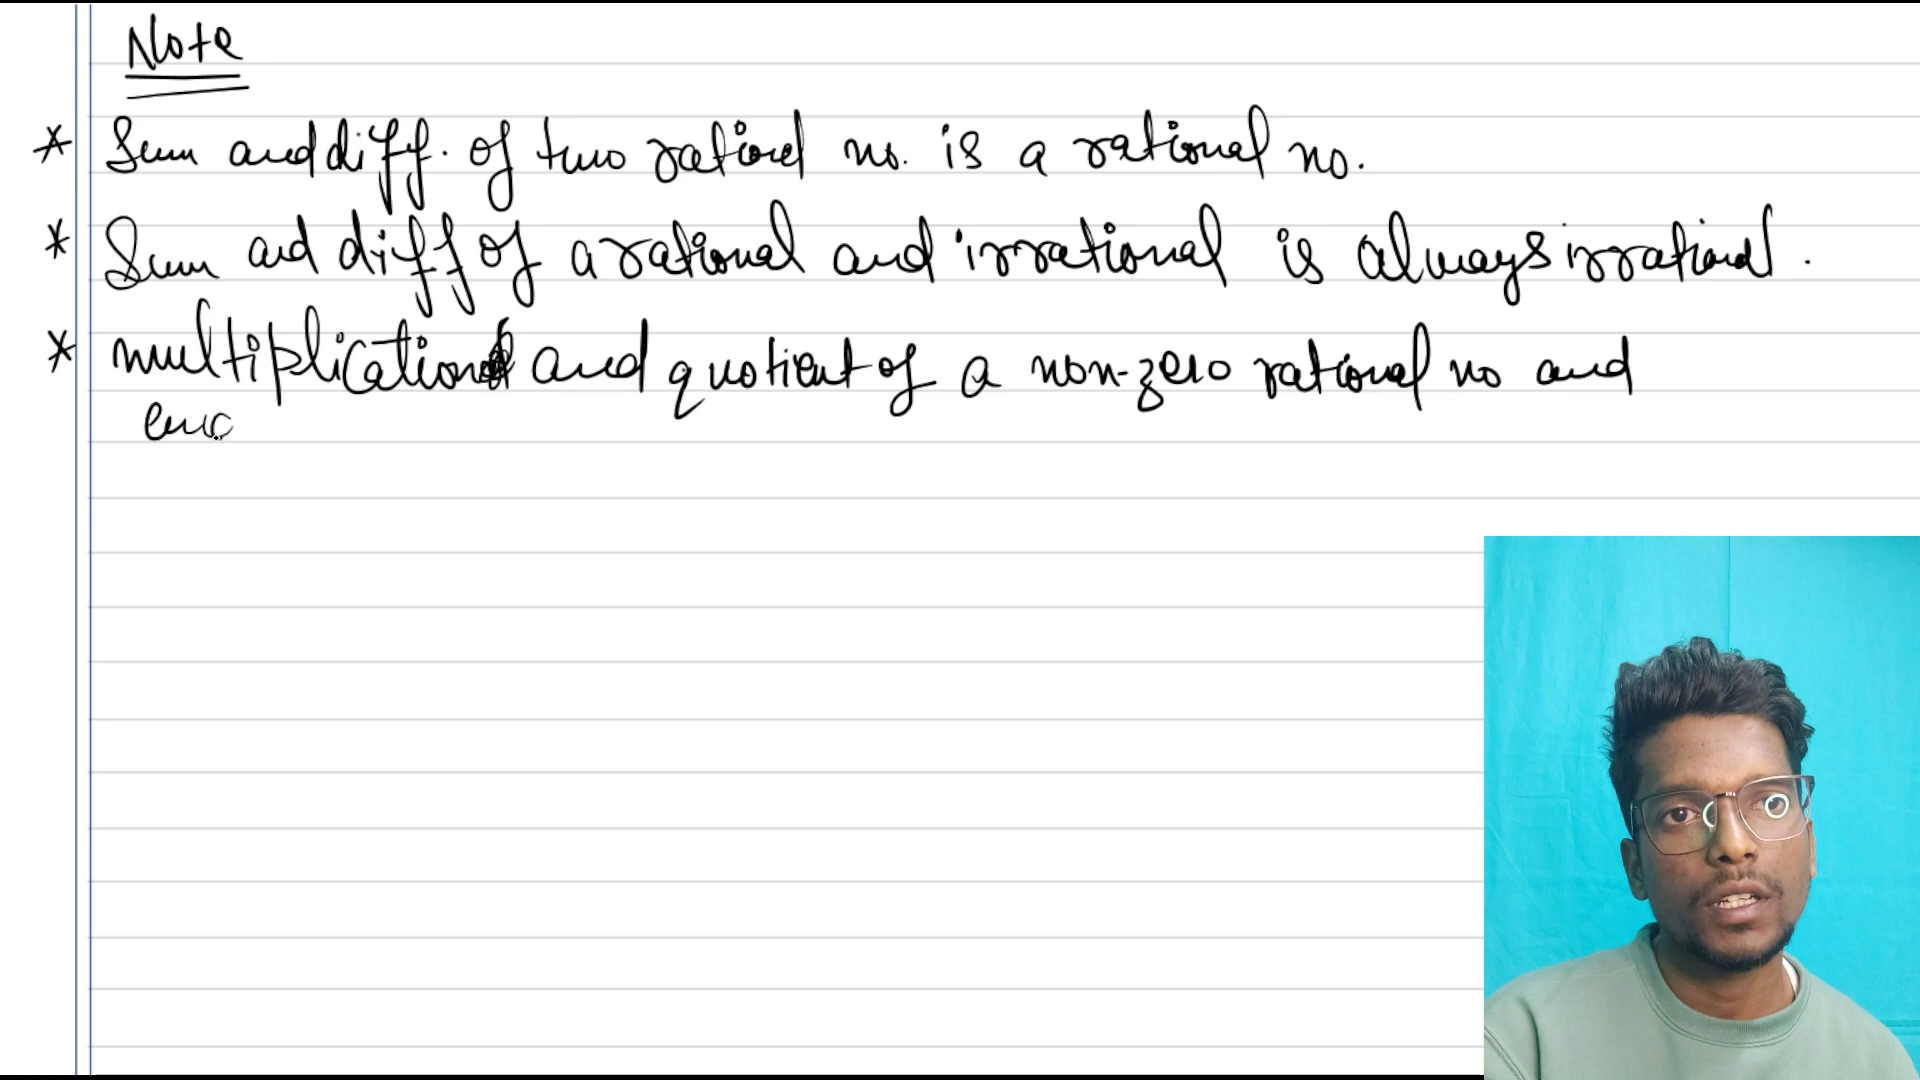 Note
* Sum and diff. of two rational no. is a rational no.
* Sum and diff of a rational and irrational is always irrational.
* multiplication and quotient of a non-zero rational no and